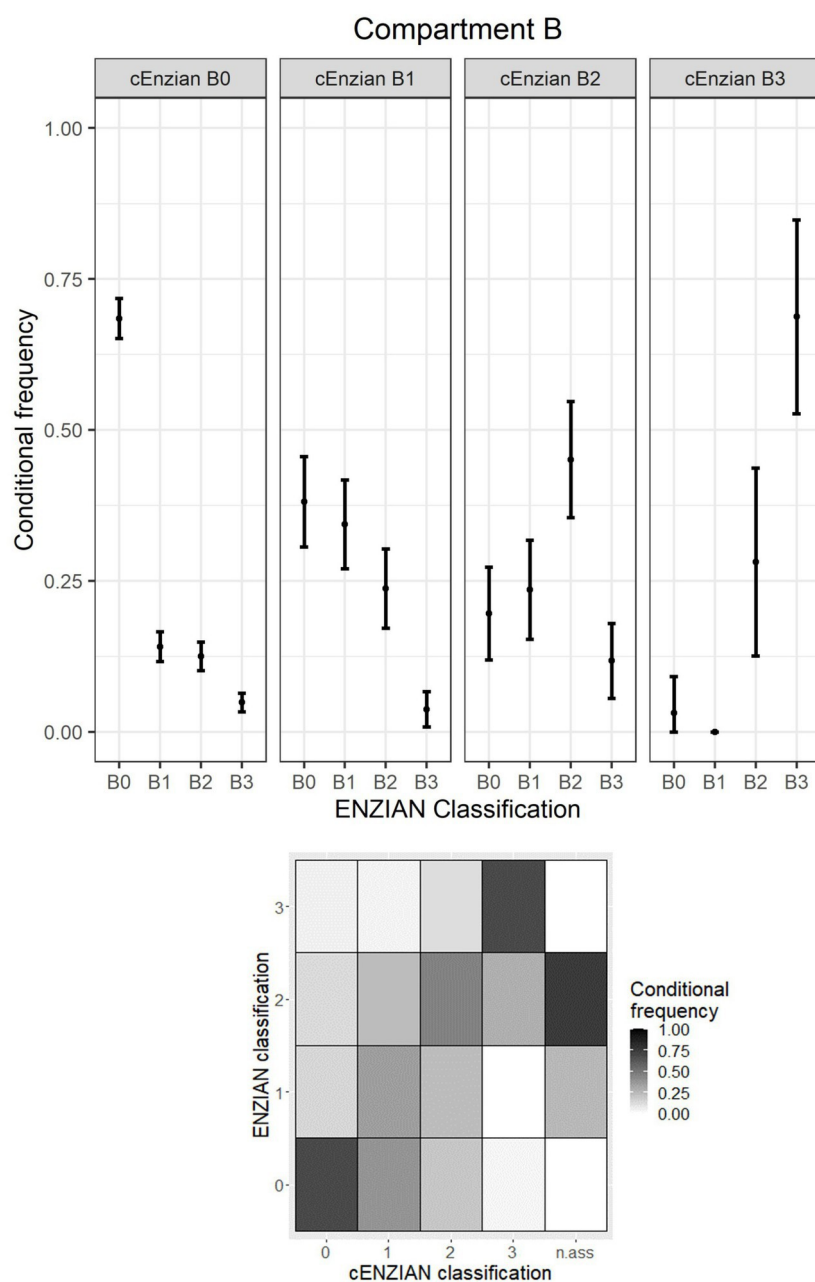 Compartment B
cEnzian B0 cEnzian B1 cEnzian B2 cEnzian B3
1.00
0.75
0.50
0.25
0.00
Conditional frequency
B0 B1 B2 B3 B0 B1 B2 B3 B0 B1 B2 B3 B0 B1 B2 B3
ENZIAN Classification
3
2
1
0
ENZIAN classification
0 1 2 3 n.ass
cENZIAN classification
Conditional
frequency
1.00
0.75
0.50
0.25
0.00